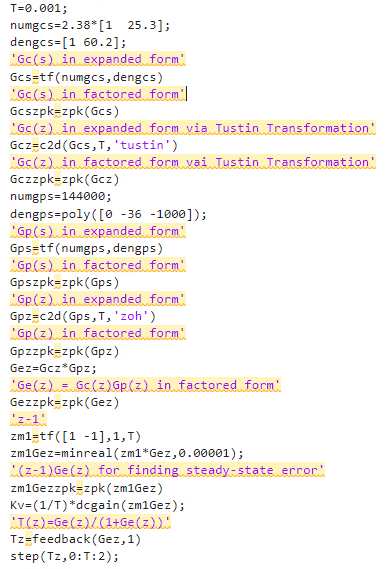 T=0.001;
numgcs=2.38*[1  25.3];
dengcs=[1 60.2];
'Gc(s) in expanded form'
Gcs=tf(numgcs,dengcs)
'Gc(s) in factored form'
Gcszpk=zpk(Gcs)
'Gc(z) in expanded form via Tustin Transformation'
Gcz=c2d(Gcs,T,'tustin')
'Gc(z) in factored form vai Tustin Transformation'
Gczzpk=zpk(Gcz)
numgps=144000;
dengps=poly([0 -36 -1000]);
'Gp(s) in expanded form'
Gps=tf(numgps,dengps)
'Gp(s) in factored form'
Gpszpk=zpk(Gps)
'Gp(z) in expanded form'
Gpz=c2d(Gps,T,'zoh')
'Gp(z) in factored form'
Gpzzpk=zpk(Gpz)
Gez=Gcz*Gpz;
'Ge(z) = Gc(z)Gp(z) in factored form'
Gezzpk=zpk(Gez)
'z-1'
zm1=tf([1 -1],1,T)
zm1Gez=minreal(zm1*Gez,0.00001);
'(z-1)Ge(z) for finding steady-state error'
zm1Gezzpk=zpk(zm1Gez)
Kv=(1/T)*dcgain(zm1Gez);
'T(z)=Ge(z)/(1+Ge(z))'
Tz=feedback(Gez,1)
step(Tz,0:T:2);